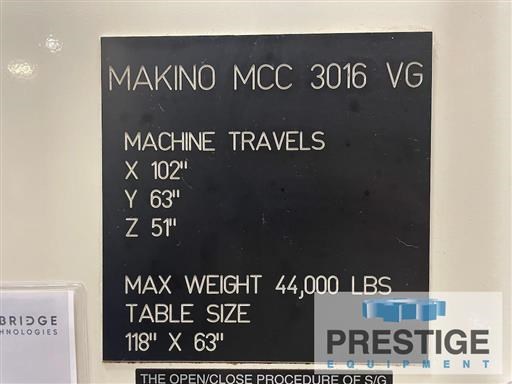 MAKINO MCC 3016 VG
MACHINE TRAVELS
X 102"
Y 63"
Z 51"
MAX WEIGHT 44,000 LBS
TABLE SIZE
118" X 63"
BRIDGE
HNOLOGIES
PRESTIGE
EQUIPMENT
THE OPEN/CLOSE PROCEDURE OF S/G